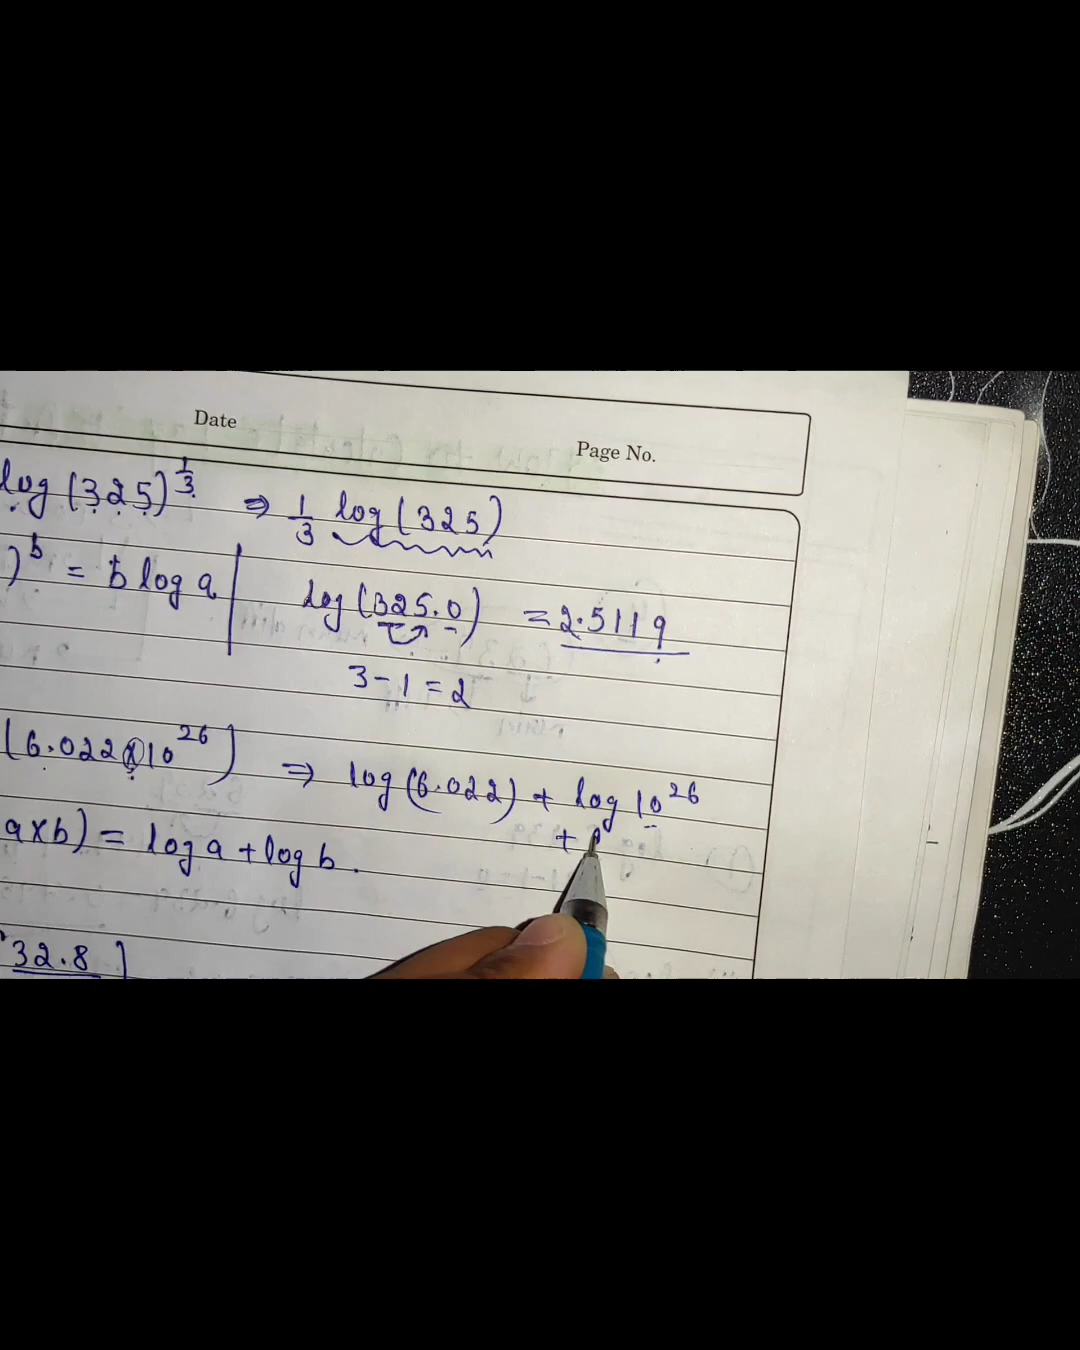 Date
Page No.
log (325)^1/3 ⇒ 1/3 log (325)
)^b = b log a | log (325.0) = 2.5119
3 - 1 = 2
(6.022 x 10^26) ⇒ log (6.022) + log 10^26
+
a x b) = log a + log b.
32.8 ]